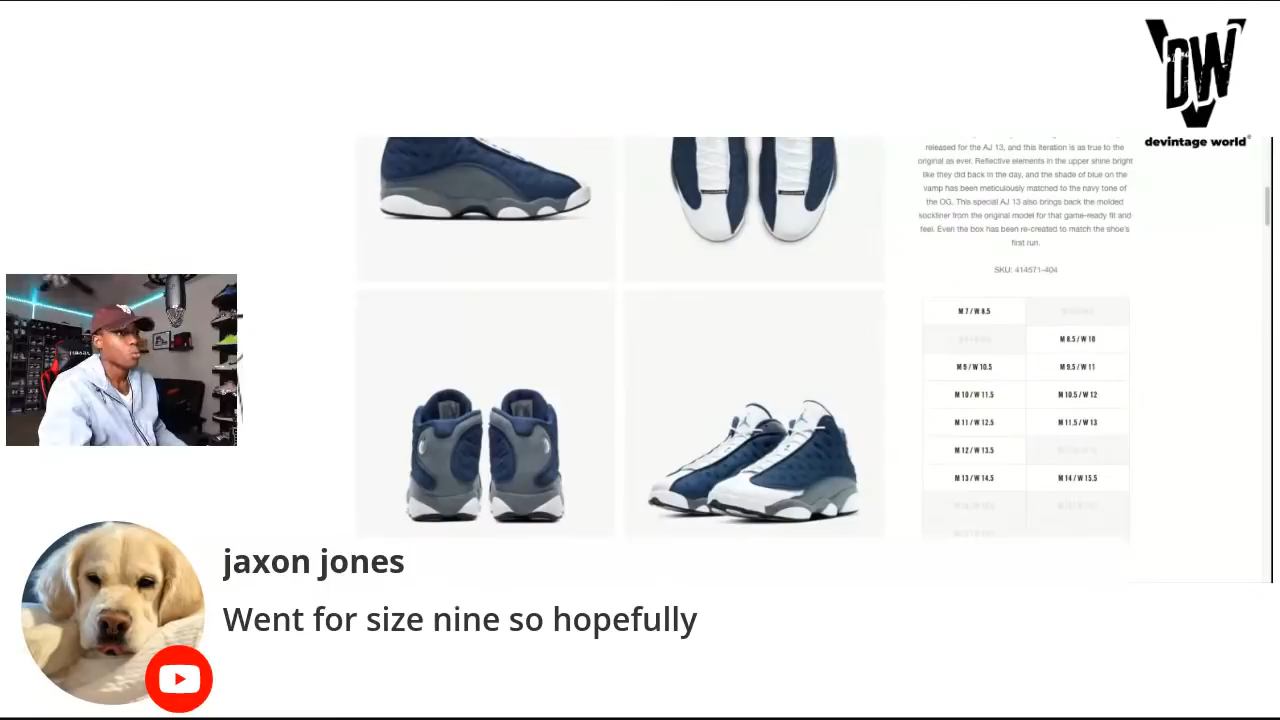 DW
devintage world®
released for the AJ 13, and this iteration is as true to the
original as ever. Reflective elements in the upper shine bright
like they did back in the day, and the shade of blue on the
vamp has been meticulously matched to the navy tone of
the OG. This special AJ 13 also brings back the molded
sockliner from the original model for that game-ready fit and
feel. Even the box has been re-created to match the shoe's
first run.
SKU: 414571-404
M 7 / W 8.5
M 8.5 / W 10
M 9 / W 10.5
M 9.5 / W 11
M 10 / W 11.5
M 10.5 / W 12
M 11 / W 12.5
M 11.5 / W 13
M 12 / W 13.5
M 13 / W 14.5
M 14 / W 15.5
jaxon jones
Went for size nine so hopefully